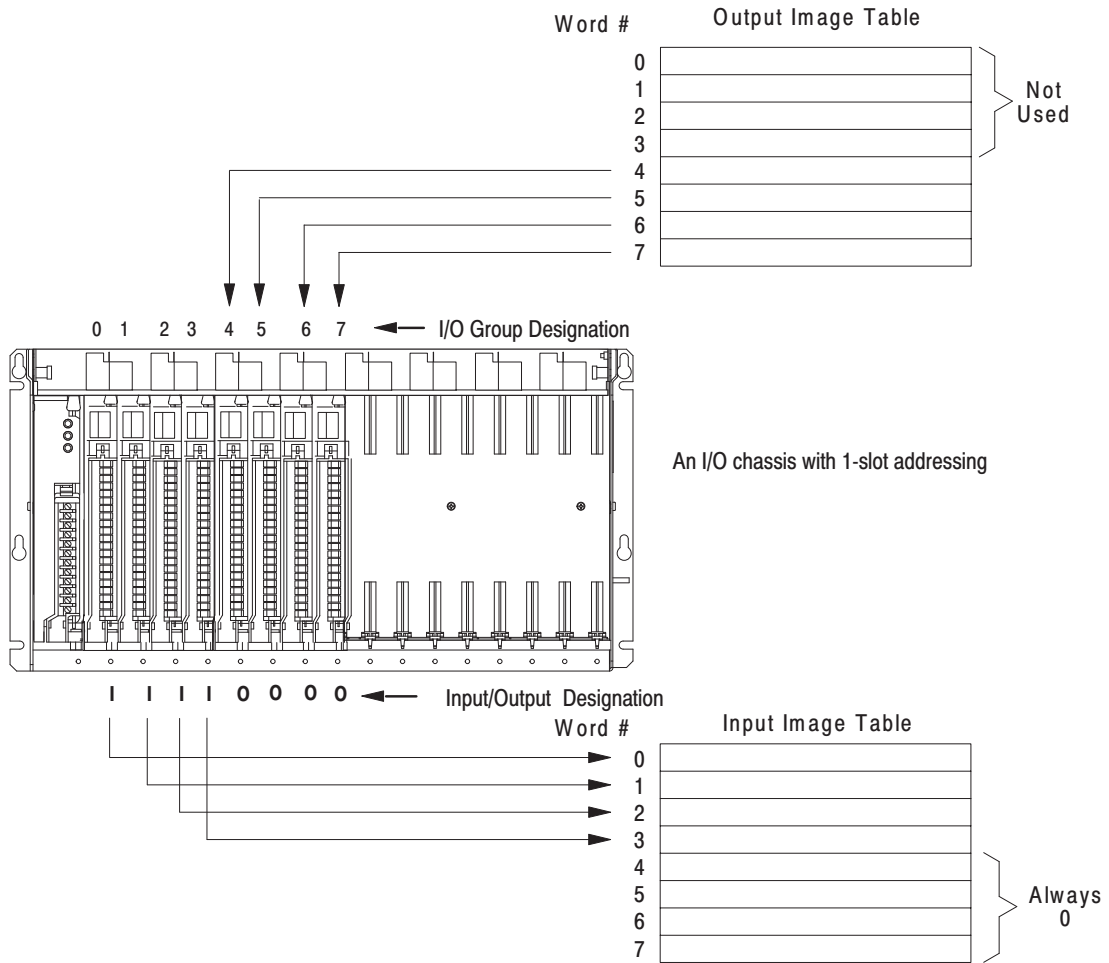 Output Image Table
Word #
0
1
2
3
4
5
6
7
Not
Used
0 1 2 3 4 5 6 7
I/O Group Designation
An I/O chassis with 1-slot addressing
I I I I O O O O
Input/Output Designation
Word #
Input Image Table
0
1
2
3
4
5
6
7
Always
0